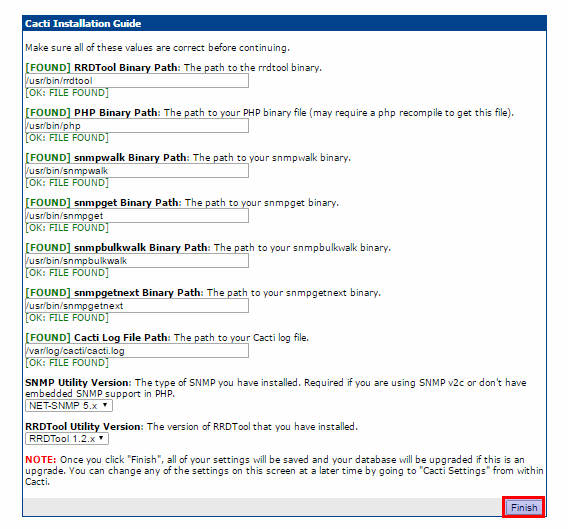 Cacti Installation Guide
Make sure all of these values are correct before continuing.
[FOUND] RRDTool Binary Path: The path to the rrdtool binary.
/usr/bin/rrdtool
[OK: FILE FOUND]
[FOUND] PHP Binary Path: The path to your PHP binary file (may require a php recompile to get this file).
/usr/bin/php
[OK: FILE FOUND]
[FOUND] snmpwalk Binary Path: The path to your snmpwalk binary.
/usr/bin/snmpwalk
[OK: FILE FOUND]
[FOUND] snmpget Binary Path: The path to your snmpget binary.
/usr/bin/snmpget
[OK: FILE FOUND]
[FOUND] snmpbulkwalk Binary Path: The path to your snmpbulkwalk binary.
/usr/bin/snmpbulkwalk
[OK: FILE FOUND]
[FOUND] snmpgetnext Binary Path: The path to your snmpgetnext binary.
/usr/bin/snmpgetnext
[OK: FILE FOUND]
[FOUND] Cacti Log File Path: The path to your Cacti log file.
/var/log/cacti/cacti.log
[OK: FILE FOUND]
SNMP Utility Version: The type of SNMP you have installed. Required if you are using SNMP v2c or don't have
embedded SNMP support in PHP.
NET-SNMP 5.x
RRDTool Utility Version: The version of RRDTool that you have installed.
RRDTool 1.2.x
NOTE: Once you click "Finish", all of your settings will be saved and your database will be upgraded if this is an
upgrade. You can change any of the settings on this screen at a later time by going to "Cacti Settings" from within
Cacti.
Finish